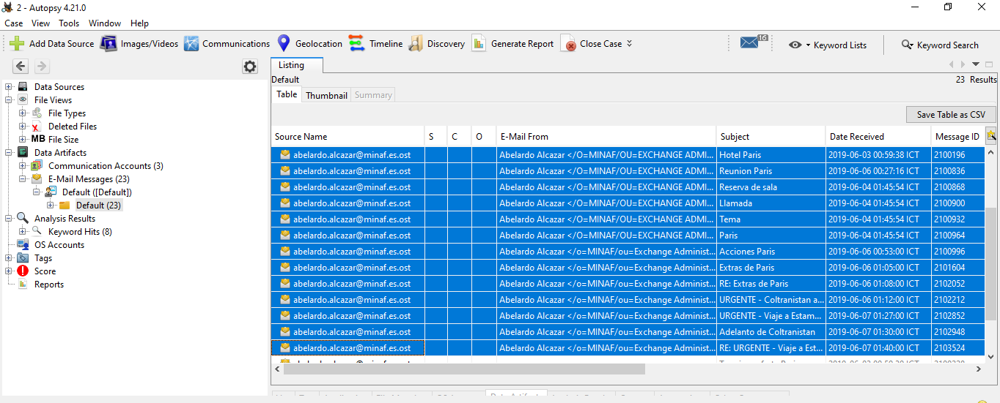 2 - Autopsy 4.21.0
Case View Tools Window Help
Add Data Source Images/Videos Communications Geolocation Timeline Discovery Generate Report Close Case 16 Keyword Lists Keyword Search
Data Sources
File Views
File Types
Deleted Files
MB File Size
Data Artifacts
Communication Accounts (3)
E-Mail Messages (23)
Default ([Default])
Default (23)
Analysis Results
Keyword Hits (8)
OS Accounts
Tags
Score
Reports
Listing
Default 23 Results
Table Thumbnail Summary
Save Table as CSV
Source Name S C O E-Mail From Subject Date Received Message ID
abelardo.alcazar@minaf.es.ost Abelardo Alcazar </O=MINAF/OU=EXCHANGE ADMI... Hotel Paris 2019-06-03 00:59:38 ICT 2100196
abelardo.alcazar@minaf.es.ost Abelardo Alcazar </O=MINAF/OU=EXCHANGE ADMI... Reunion Paris 2019-06-06 00:27:16 ICT 2100836
abelardo.alcazar@minaf.es.ost Abelardo Alcazar </O=MINAF/OU=EXCHANGE ADMI... Reserva de sala 2019-06-04 01:45:54 ICT 2100868
abelardo.alcazar@minaf.es.ost Abelardo Alcazar </O=MINAF/OU=EXCHANGE ADMI... Llamada 2019-06-04 01:45:54 ICT 2100900
abelardo.alcazar@minaf.es.ost Abelardo Alcazar </O=MINAF/OU=EXCHANGE ADMI... Tema 2019-06-04 01:45:54 ICT 2100932
abelardo.alcazar@minaf.es.ost Abelardo Alcazar </O=MINAF/OU=EXCHANGE ADMI... Paris 2019-06-04 01:45:54 ICT 2100964
abelardo.alcazar@minaf.es.ost Abelardo Alcazar </o=MINAF/ou=Exchange Administ... Acciones Paris 2019-06-06 00:53:00 ICT 2100996
abelardo.alcazar@minaf.es.ost Abelardo Alcazar </o=MINAF/ou=Exchange Administ... Extras de Paris 2019-06-06 01:05:00 ICT 2101604
abelardo.alcazar@minaf.es.ost Abelardo Alcazar </o=MINAF/ou=Exchange Administ... RE: Extras de Paris 2019-06-06 01:08:00 ICT 2102052
abelardo.alcazar@minaf.es.ost Abelardo Alcazar </o=MINAF/ou=Exchange Administ... URGENTE - Coltranistan a... 2019-06-06 01:12:00 ICT 2102212
abelardo.alcazar@minaf.es.ost Abelardo Alcazar </o=MINAF/ou=Exchange Administ... URGENTE - Viaje a Estam... 2019-06-07 01:27:00 ICT 2102852
abelardo.alcazar@minaf.es.ost Abelardo Alcazar </o=MINAF/ou=Exchange Administ... Adelanto de Coltranistan 2019-06-07 01:30:00 ICT 2102948
abelardo.alcazar@minaf.es.ost Abelardo Alcazar </o=MINAF/ou=Exchange Administ... RE: URGENTE - Viaje a Est... 2019-06-07 01:40:00 ICT 2103524